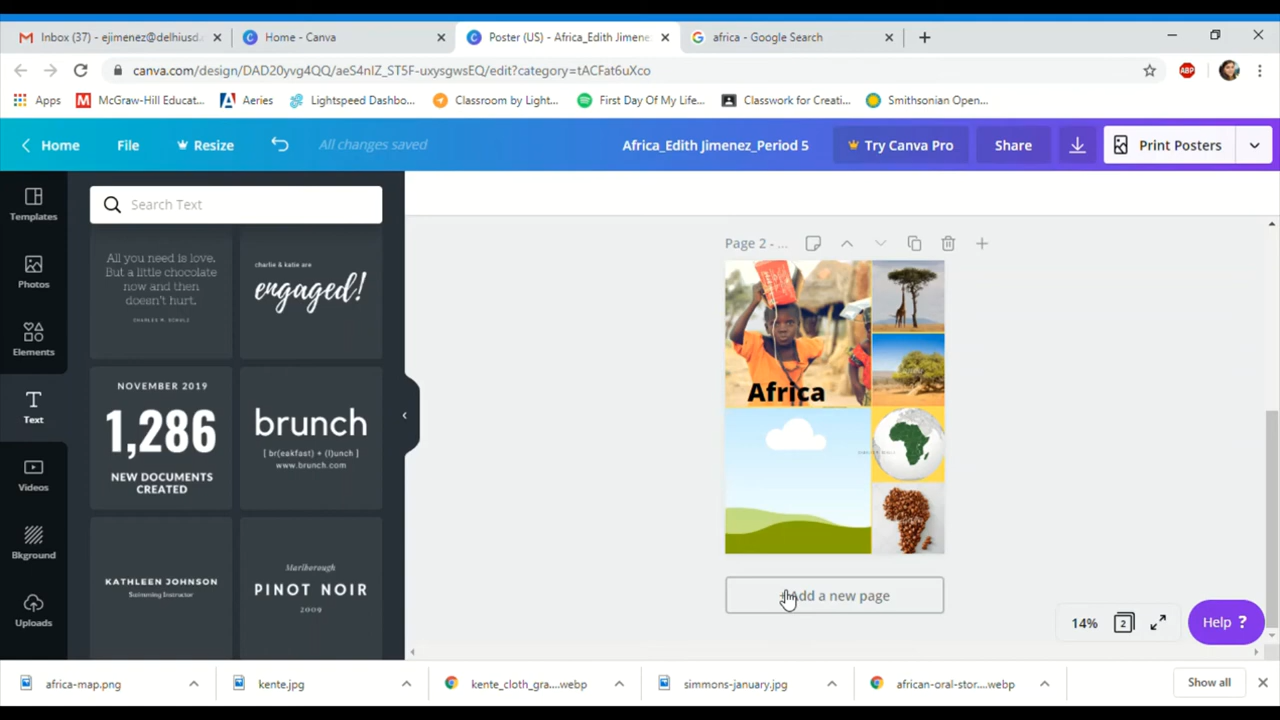 Inbox (37) - ejimenez@delhiusd.
Home - Canva
Poster (US) - Africa_Edith Jimene
africa - Google Search
canva.com/design/DAD20yvg4QQ/aeS4nIZ_ST5F-uxysgwsEQ/edit?category=tACFat6uXco
ABP
Apps
McGraw-Hill Educat...
Aeries
Lightspeed Dashbo...
Classroom by Light...
First Day Of My Life...
Classwork for Creati...
Smithsonian Open...
Home
File
Resize
All changes saved
Africa_Edith Jimenez_Period 5
Try Canva Pro
Share
Print Posters
Templates
Photos
Elements
Text
Videos
Bkground
Uploads
Search Text
All you need is love.
But a little chocolate
now and then
doesn't hurt.
CHARLES M. SCHULZ
charlie & katie are
engaged!
NOVEMBER 2019
1,286
NEW DOCUMENTS
CREATED
brunch
[ br(eakfast) + (l)unch ]
www.brunch.com
KATHLEEN JOHNSON
Swimming Instructor
Marlborough
PINOT NOIR
2009
Page 2 - ...
Africa
+ Add a new page
14%
2
Help ?
africa-map.png
kente.jpg
kente_cloth_gra....webp
simmons-january.jpg
african-oral-stor....webp
Show all